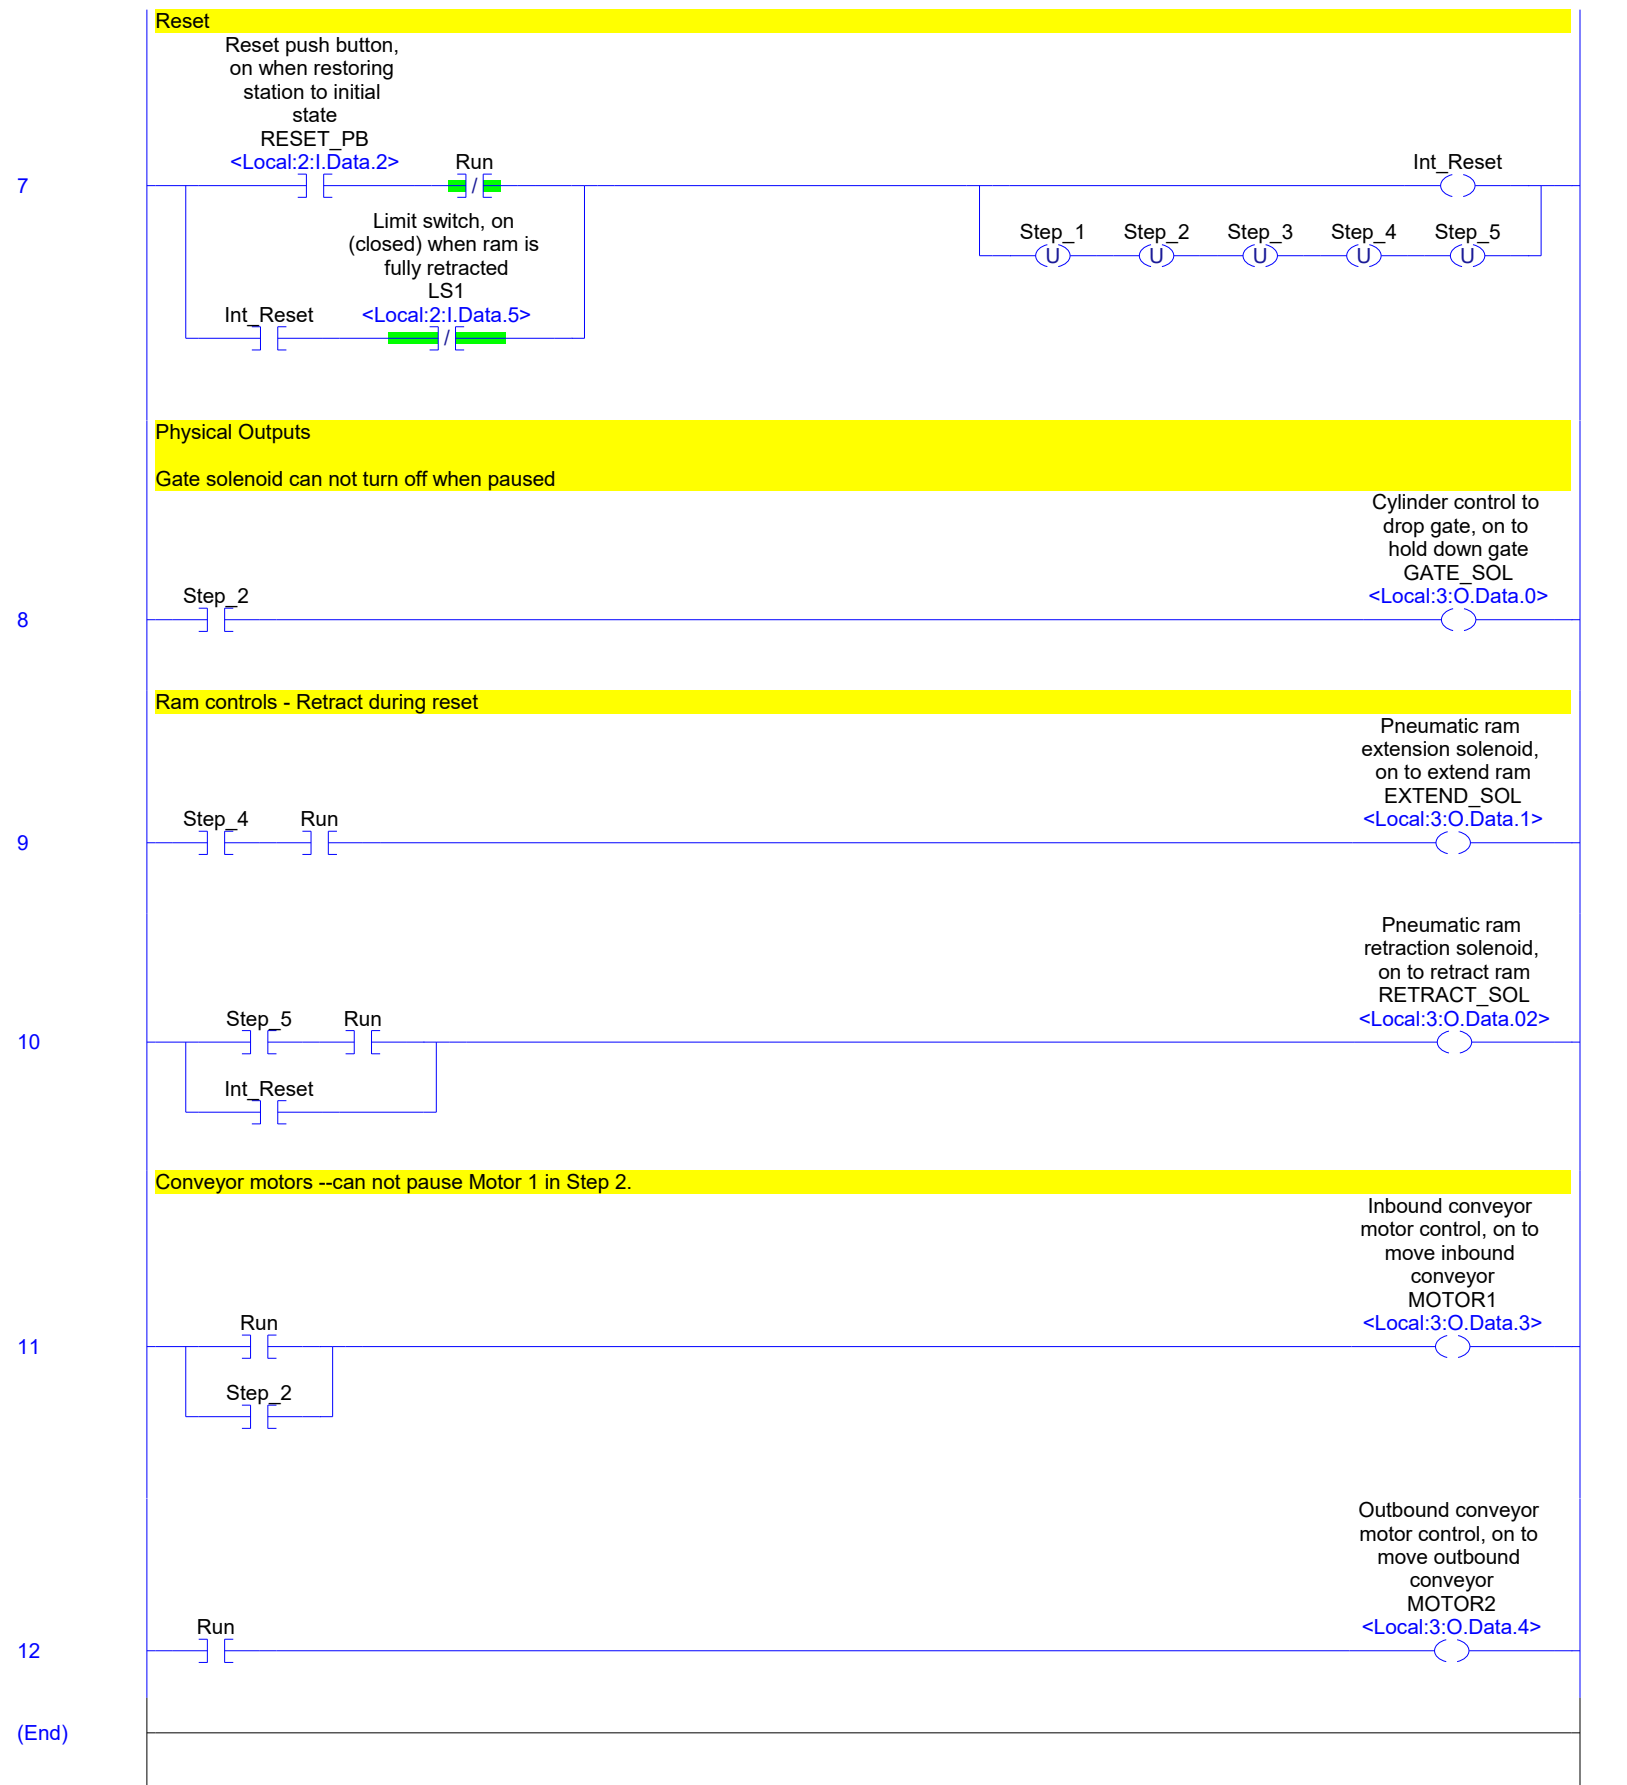 Reset
Reset push button,
on when restoring
station to initial
state
RESET_PB
<Local:2:I.Data.2>
Run
Int_Reset
7
Limit switch, on
(closed) when ram is
fully retracted
LS1
<Local:2:I.Data.5>
Step_1 Step_2 Step_3 Step_4 Step_5
U U U U U
Int_Reset
Physical Outputs
Gate solenoid can not turn off when paused
Cylinder control to
drop gate, on to
hold down gate
GATE_SOL
<Local:3:O.Data.0>
Step_2
8
Ram controls - Retract during reset
Pneumatic ram
extension solenoid,
on to extend ram
EXTEND_SOL
<Local:3:O.Data.1>
Step_4 Run
9
Pneumatic ram
retraction solenoid,
on to retract ram
RETRACT_SOL
<Local:3:O.Data.02>
Step_5 Run
10
Int_Reset
Conveyor motors --can not pause Motor 1 in Step 2.
Inbound conveyor
motor control, on to
move inbound
conveyor
MOTOR1
<Local:3:O.Data.3>
Run
11
Step_2
Outbound conveyor
motor control, on to
move outbound
conveyor
MOTOR2
<Local:3:O.Data.4>
Run
12
(End)